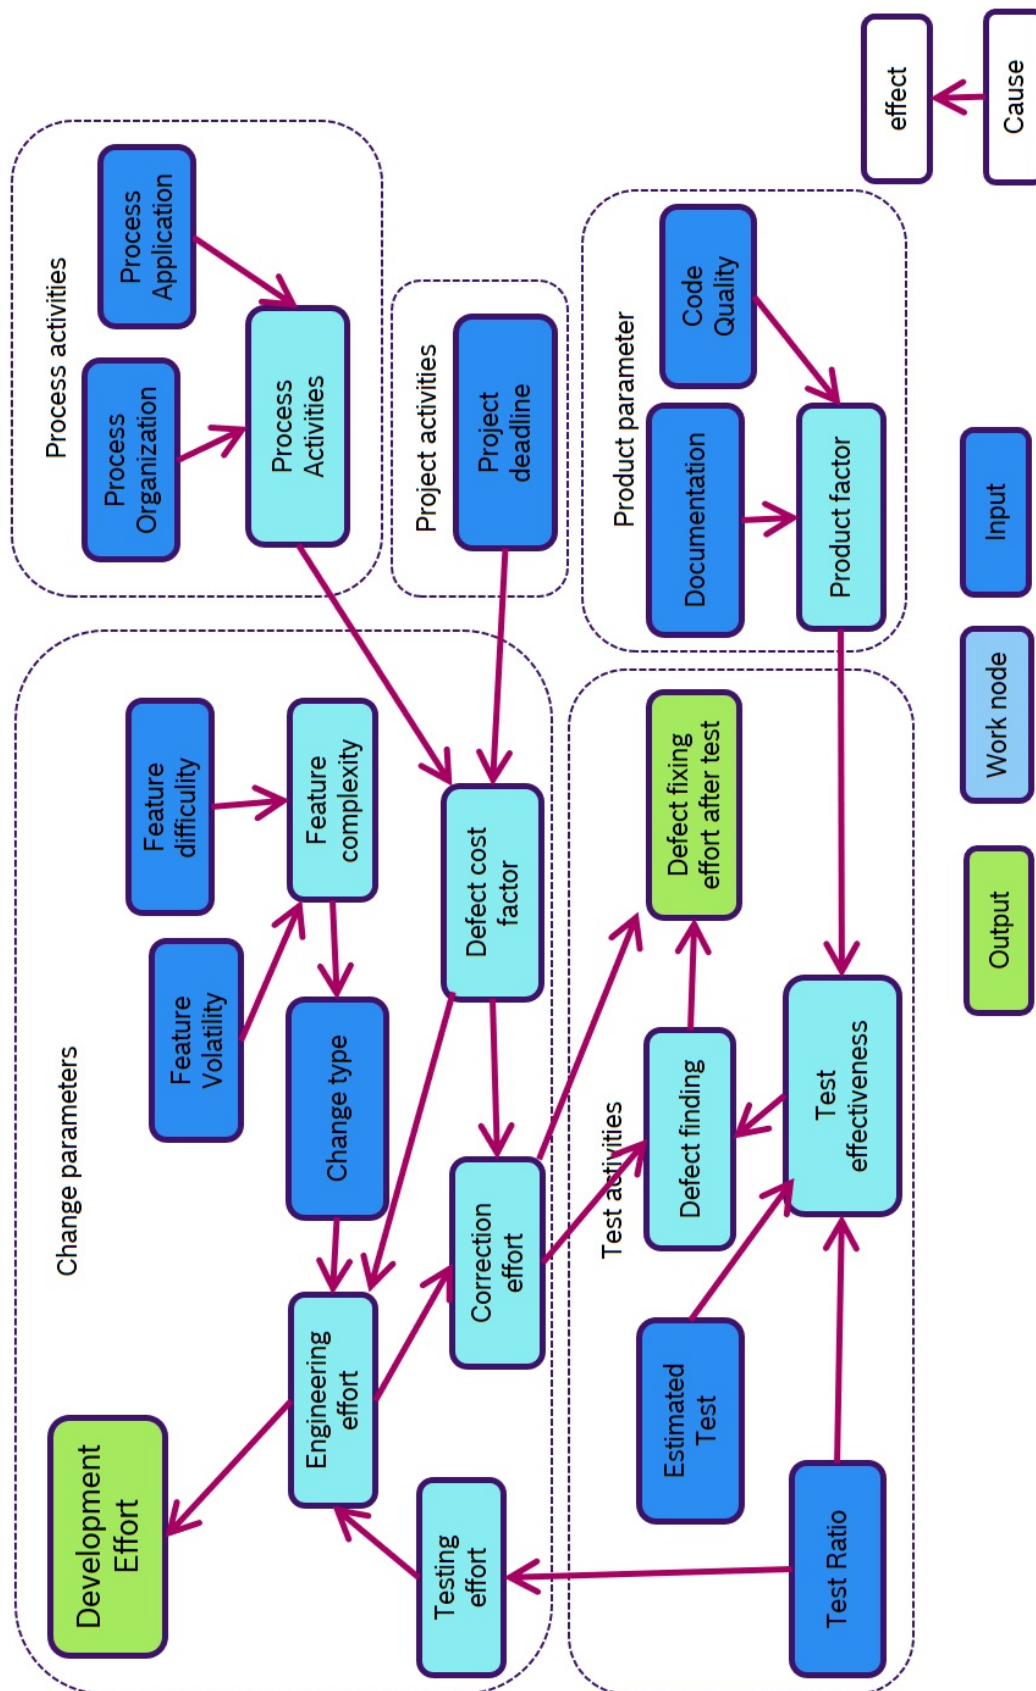 Change parameters
Development
Effort
Feature
Volatility
Feature
difficulity
Feature
complexity
Change type
Engineering
effort
Testing
effort
Correction
effort
Defect cost
factor
Process activities
Process
Organization
Process
Application
Process
Activities
Project activities
Project
deadline
Test activities
Estimated
Test
Test Ratio
Defect finding
Test
effectiveness
Defect fixing
effort after test
Product parameter
Documentation
Code
Quality
Product factor
effect
Cause
Output
Work node
Input